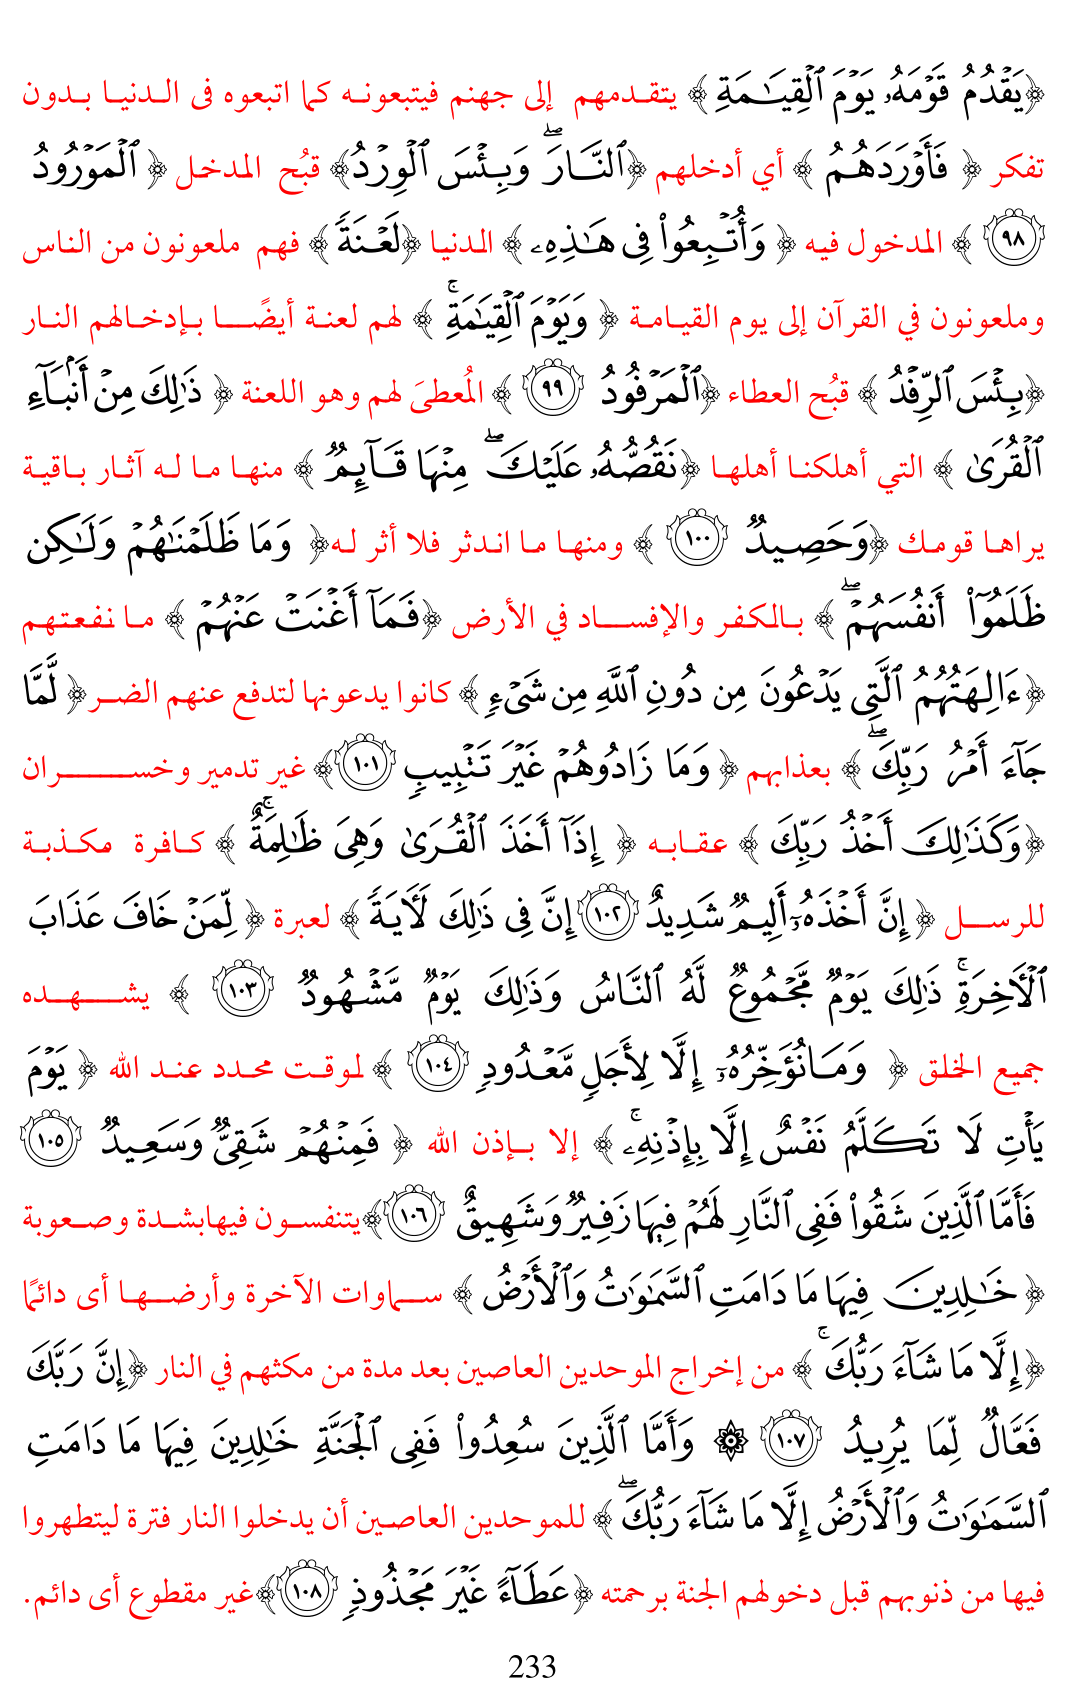 ﴿يَقۡدُمُ قَوۡمَهُۥ يَوۡمَ ٱلۡقِيَٰمَةِ ﴾ يتقدمهم إلى جهنم فيتبعونه كما اتبعوه فى الدنيا بدون
تفكر ﴿ فَأَوۡرَدَهُمُ ﴾ أي أدخلهم ﴿ٱلنَّارَۖ وَبِئۡسَ ٱلۡوِرۡدُ﴾ قبُح المدخل ﴿ ٱلۡمَوۡرُودُ
٩٨ ﴾ المدخول فيه ﴿ وَأُتۡبِعُواْ فِي هَٰذِهِۦ ﴾ الدنيا ﴿لَعۡنَةٗ ﴾ فهم ملعونون من الناس
وملعونون في القرآن إلى يوم القيامة ﴿ وَيَوۡمَ ٱلۡقِيَٰمَةِۚ ﴾ لهم لعنة أيضًا بإدخالهم النار
﴿بِئۡسَ ٱلرِّفۡدُ ﴾ قبُح العطاء ﴿ٱلۡمَرۡفُودُ ٩٩ ﴾ المُعطىَ لهم وهو اللعنة ﴿ ذَٰلِكَ مِنۡ أَنۢبَآءِ
ٱلۡقُرَىٰ ﴾ التي أهلكنا أهلها ﴿نَقُصُّهُۥ عَلَيۡكَۖ مِنۡهَا قَآئِمٞ ﴾ منها ما له آثار باقية
يراها قومك ﴿وَحَصِيدٞ ١٠٠ ﴾ ومنها ما اندثر فلا أثر له﴿ وَمَا ظَلَمۡنَٰهُمۡ وَلَٰكِن
ظَلَمُوٓاْ أَنفُسَهُمۡۖ ﴾ بالكفر والإفساد في الأرض ﴿فَمَآ أَغۡنَتۡ عَنۡهُمۡ ﴾ ما نفعتهم
﴿ ءَالِهَتُهُمُ ٱلَّتِي يَدۡعُونَ مِن دُونِ ٱللَّهِ مِن شَيۡءٖ ﴾ كانوا يدعونها لتدفع عنهم الضر﴿ لَّمَّا
جَآءَ أَمۡرُ رَبِّكَۖ ﴾ بعذابهم ﴿ وَمَا زَادُوهُمۡ غَيۡرَ تَتۡبِيبٖ ١٠١﴾ غير تدمير وخسران
﴿وَكَذَٰلِكَ أَخۡذُ رَبِّكَ ﴾ عقابه ﴿ إِذَآ أَخَذَ ٱلۡقُرَىٰ وَهِيَ ظَٰلِمَةٌۚ ﴾ كافرة مكذبة
للرسل ﴿ إِنَّ أَخۡذَهُۥٓ أَلِيمٞ شَدِيدٌ ١٠٢ إِنَّ فِي ذَٰلِكَ لَأٓيَةٗ ﴾ لعبرة ﴿ لِّمَنۡ خَافَ عَذَابَ
ٱلۡأٓخِرَةِۚ ذَٰلِكَ يَوۡمٞ مَّجۡمُوعٞ لَّهُ ٱلنَّاسُ وَذَٰلِكَ يَوۡمٞ مَّشۡهُودٞ ١٠٣ ﴾ يشهده
جميع الخلق ﴿ وَمَا نُؤَخِّرُهُۥٓ إِلَّا لِأَجَلٖ مَّعۡدُودٖ ١٠٤ ﴾ لموقت محدد عند الله ﴿ يَوۡمَ
يَأۡتِ لَا تَكَلَّمُ نَفۡسٌ إِلَّا بِإِذۡنِهِۦۚ ﴾ إلا بإذن الله ﴿ فَمِنۡهُمۡ شَقِيّٞ وَسَعِيدٞ ١٠٥
فَأَمَّا ٱلَّذِينَ شَقُواْ فَفِي ٱلنَّارِ لَهُمۡ فِيهَا زَفِيرٞ وَشَهِيقٌ ١٠٦﴾يتنفسون فيهابشدة وصعوبة
﴿ خَٰلِدِينَ فِيهَا مَا دَامَتِ ٱلسَّمَٰوَٰتُ وَٱلۡأَرۡضُ ﴾ سماوات الآخرة وأرضها أى دائمًا
﴿إِلَّا مَا شَآءَ رَبُّكَۚ ﴾ من إخراج الموحدين العاصين بعد مدة من مكثهم في النار ﴿إِنَّ رَبَّكَ
فَعَّالٞ لِّمَا يُرِيدُ ١٠٧ ۞ وَأَمَّا ٱلَّذِينَ سُعِدُواْ فَفِي ٱلۡجَنَّةِ خَٰلِدِينَ فِيهَا مَا دَامَتِ
ٱلسَّمَٰوَٰتُ وَٱلۡأَرۡضُ إِلَّا مَا شَآءَ رَبُّكَۖ ﴾ للموحدين العاصين أن يدخلوا النار فترة ليتطهروا
فيها من ذنوبهم قبل دخولهم الجنة برحمته ﴿عَطَآءً غَيۡرَ مَجۡذُوذٖ ١٠٨﴾غير مقطوع أى دائم.
233